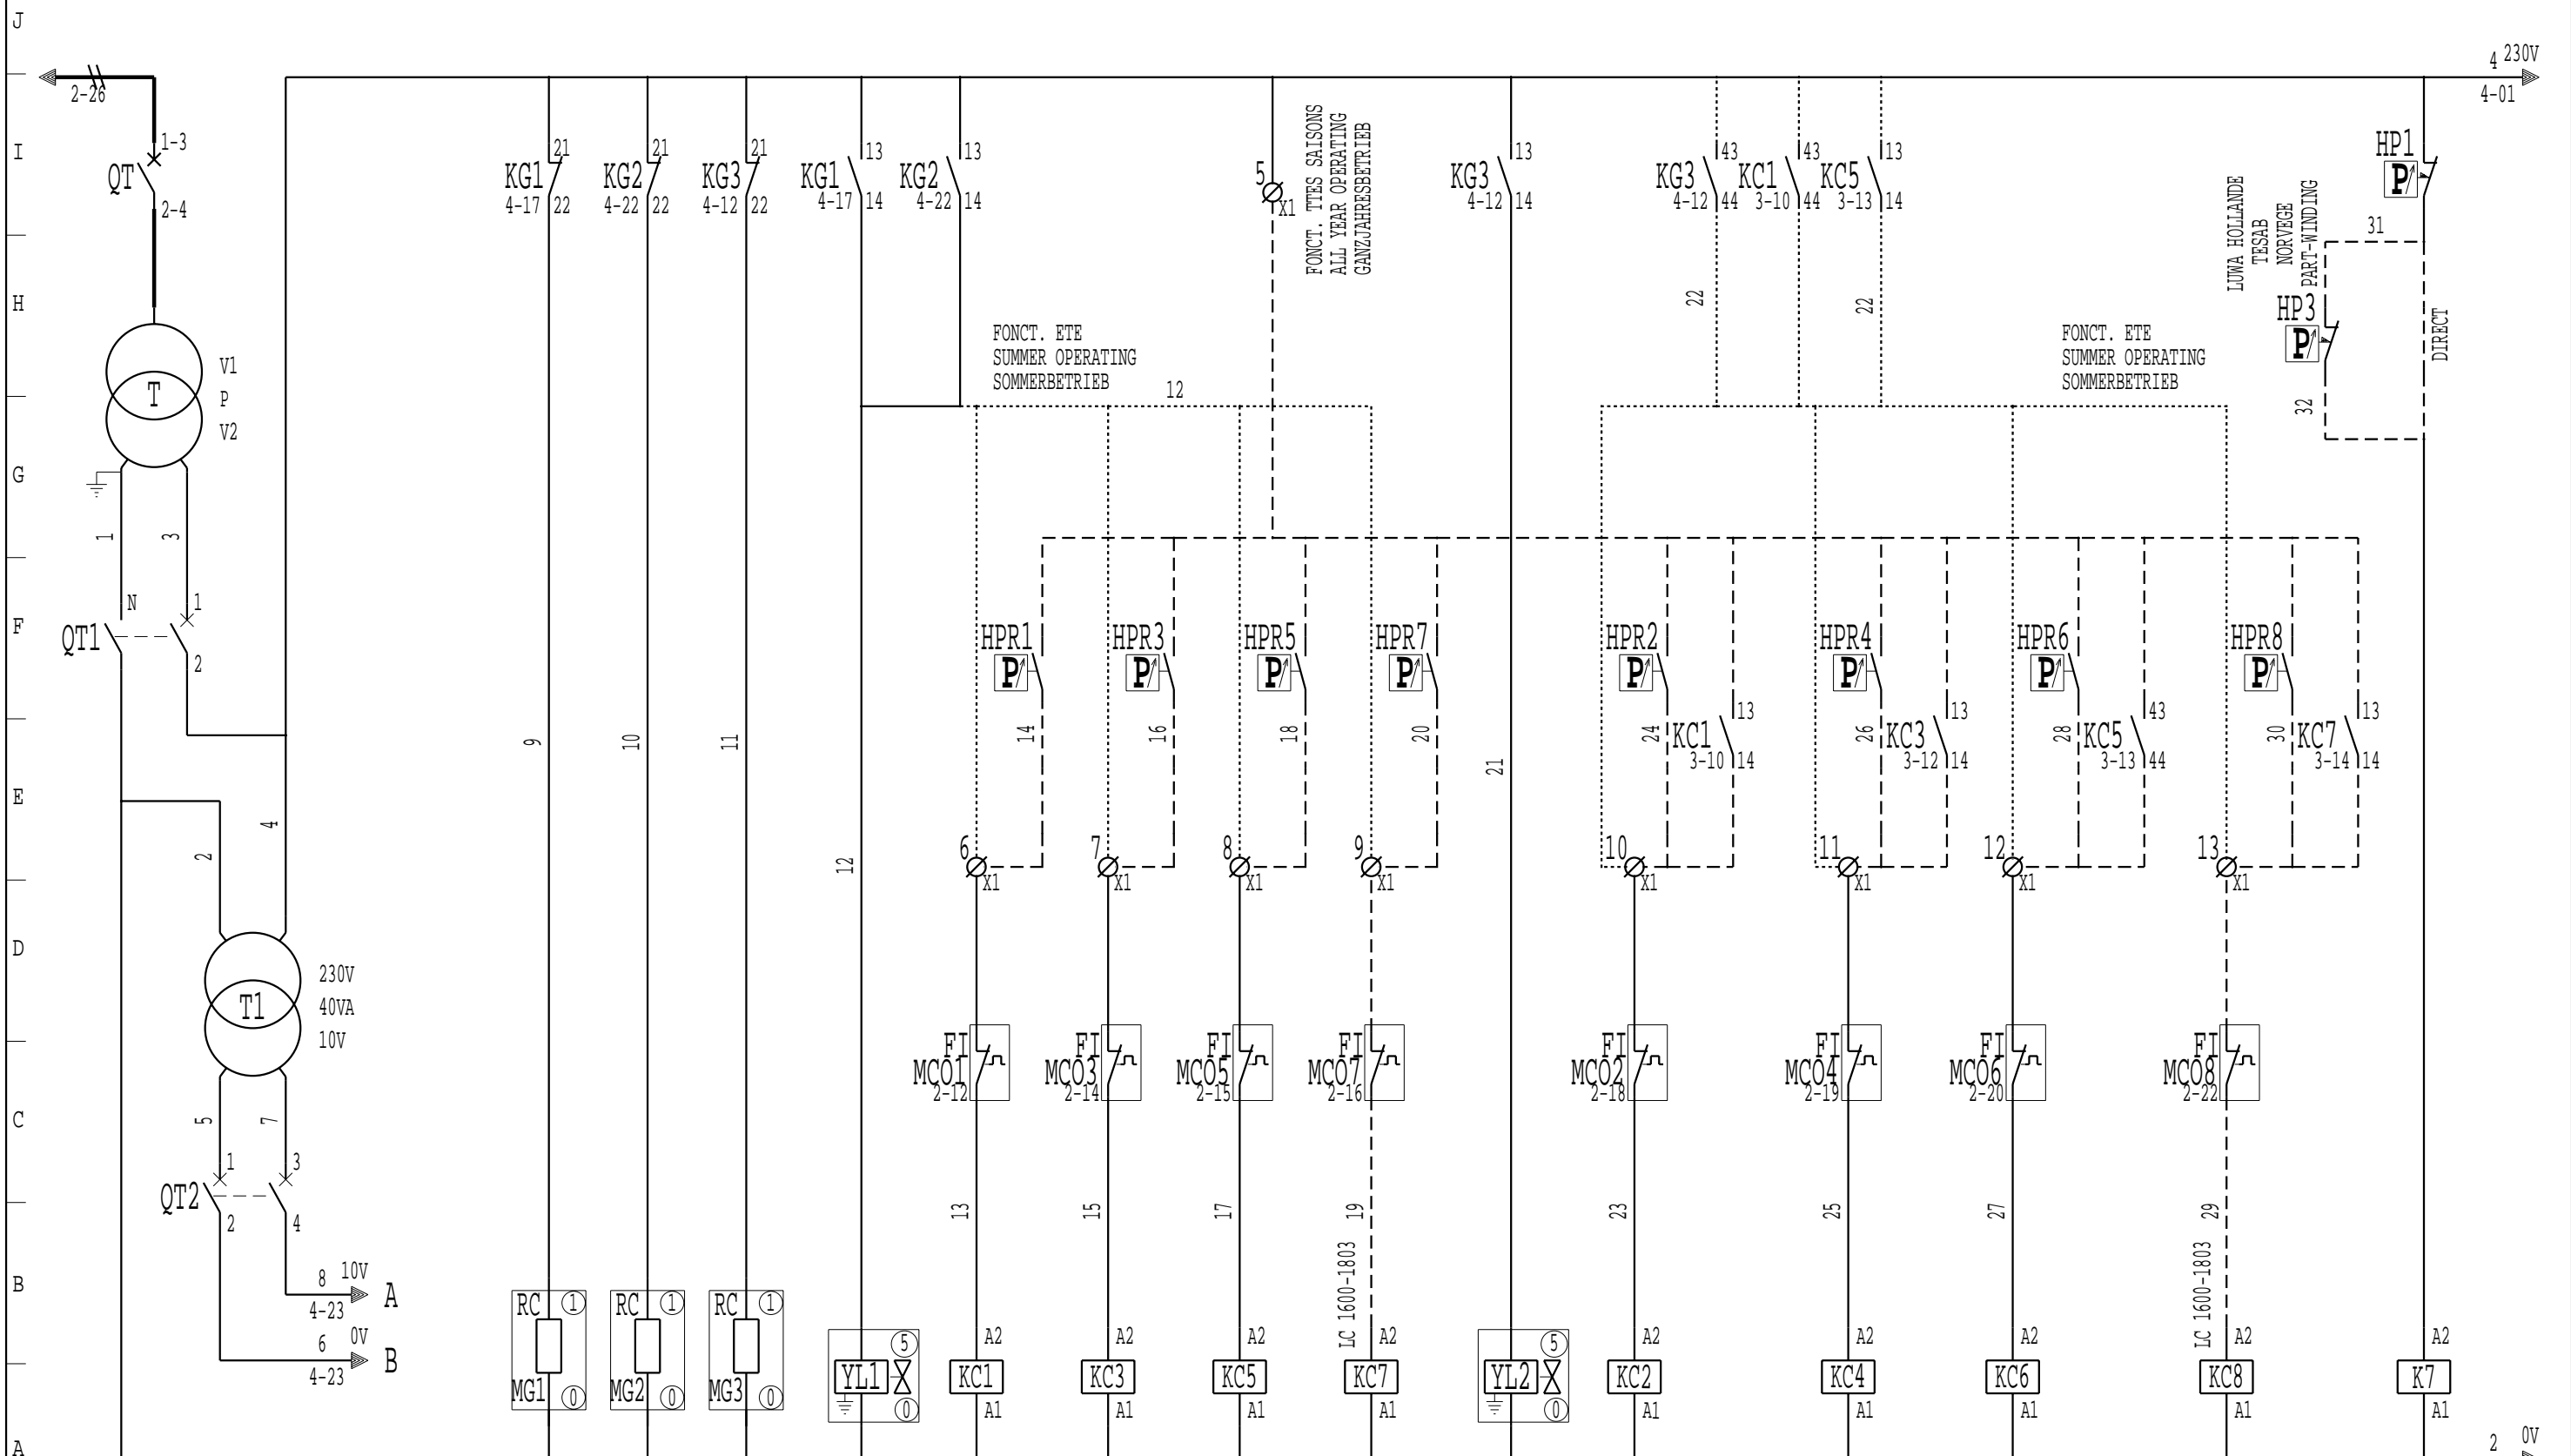 J
I
H
G
F
E
D
C
B
A
2-26
4 230V
4-01
1-3
QT
2-4
T
V1
P
V2
1
3
N
1
QT1
2
2
4
T1
230V
40VA
10V
5
7
1
3
QT2
2
4
8 10V
4-23
A
6 0V
4-23
B
21
KG1
4-17 22
9
RC 1
MG1 0
21
KG2
4-22 22
10
RC 1
MG2 0
21
KG3
4-12 22
11
RC 1
MG3 0
13
KG1
4-17 14
12
5
YL1
0
13
KG2
4-22 14
FONCT. ETE
SUMMER OPERATING
SOMMERBETRIEB
12
5
X1
FONCT. TTES SAISONS
ALL YEAR OPERATING
GANZJAHRESBETRIEB
HPR1
P
14
6
X1
FI
MCO1
2-12
13
A2
KC1
A1
HPR3
P
16
7
X1
FI
MCO3
2-14
15
A2
KC3
A1
HPR5
P
18
8
X1
FI
MCO5
2-15
17
A2
KC5
A1
HPR7
P
20
9
X1
FI
MCO7
2-16
19
LC 1600-1803
A2
KC7
A1
13
KG3
4-12 14
21
5
YL2
0
43
KG3
4-12 44
22
43
KC1
3-10 44
13
KC5
3-13 14
22
FONCT. ETE
SUMMER OPERATING
SOMMERBETRIEB
HPR2
P
24
13
KC1
3-10 14
10
X1
FI
MCO2
2-18
23
A2
KC2
A1
HPR4
P
26
13
KC3
3-12 14
11
X1
FI
MCO4
2-19
25
A2
KC4
A1
HPR6
P
28
43
KC5
3-13 44
12
X1
FI
MCO6
2-20
27
A2
KC6
A1
HPR8
P
30
13
KC7
3-14 14
13
X1
FI
MCO8
2-22
29
LC 1600-1803
A2
KC8
A1
HP1
P
31
LUWA HOLLANDE
TESAB
NORVEGE
PART-WINDING
HP3
P
32
DIRECT
A2
K7
A1
2 0V